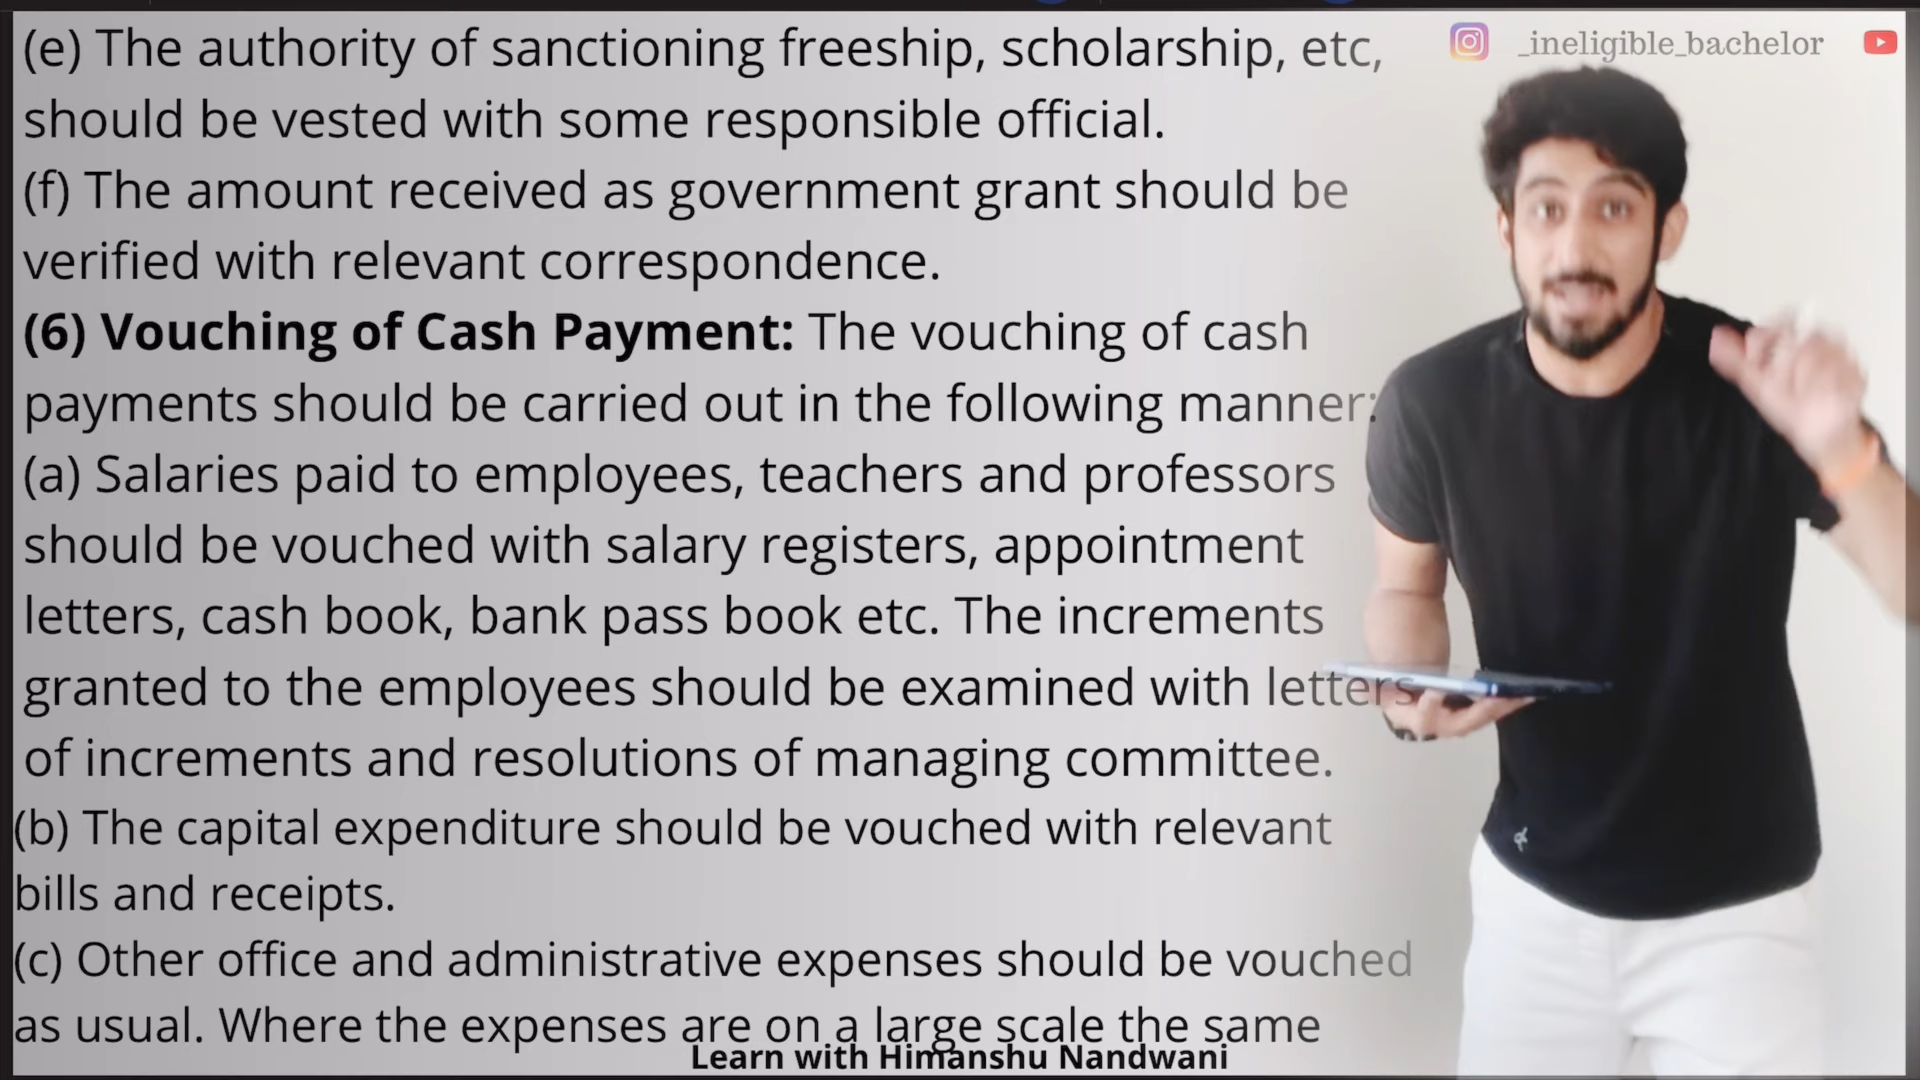 (e) The authority of sanctioning freeship, scholarship, etc,
should be vested with some responsible official.
(f) The amount received as government grant should be
verified with relevant correspondence.
(6) Vouching of Cash Payment: The vouching of cash
payments should be carried out in the following manner:
(a) Salaries paid to employees, teachers and professors
should be vouched with salary registers, appointment
letters, cash book, bank pass book etc. The increments
granted to the employees should be examined with letters
of increments and resolutions of managing committee.
(b) The capital expenditure should be vouched with relevant
bills and receipts.
(c) Other office and administrative expenses should be vouched
as usual. Where the expenses are on a large scale the same
Learn with Himanshu Nandwani
_ineligible_bachelor